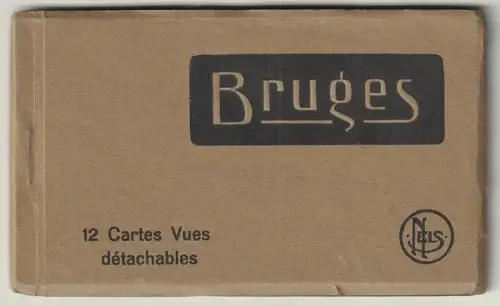 Bruges
12 Cartes Vues
détachables
NELS